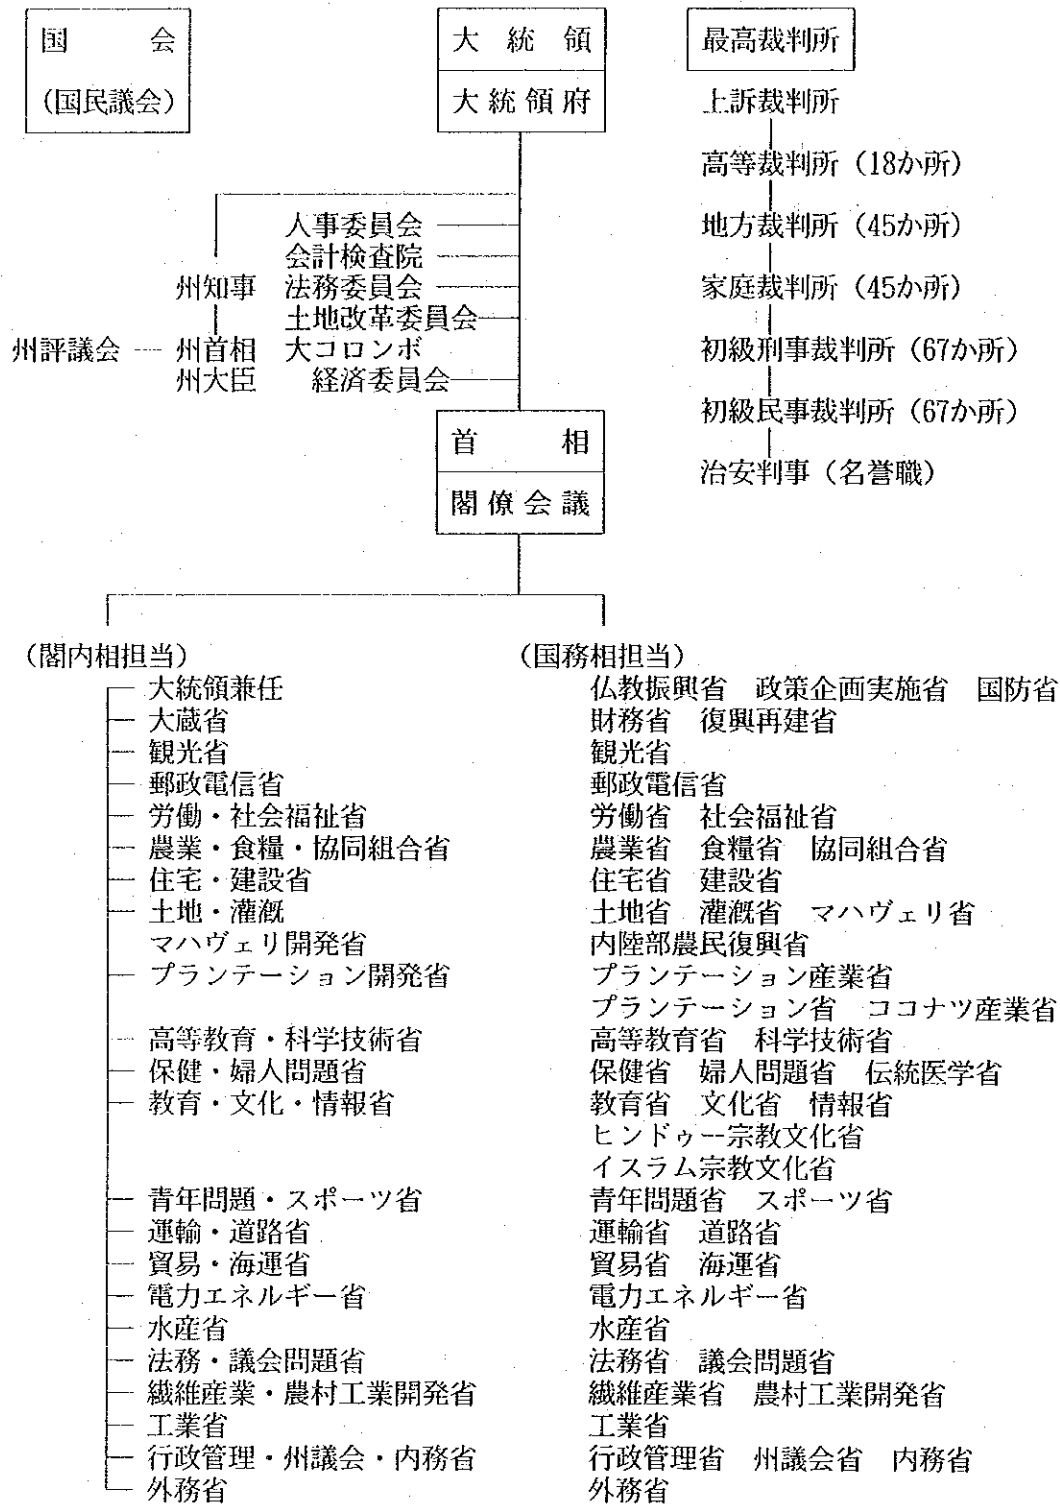 国会
(国民議会)
大統領
大統領府
最高裁判所
上訴裁判所
高等裁判所(18か所)
地方裁判所(45か所)
家庭裁判所(45か所)
初級刑事裁判所(67か所)
初級民事裁判所(67か所)
治安判事(名誉職)
人事委員会
会計検査院
州知事 法務委員会
土地改革委員会
州評議会 州首相 大コロンボ
州大臣 経済委員会
首相
閣僚会議
(閣内相担当) (国務相担当)
大統領兼任 仏教振興省 政策企画実施省 国防省
大蔵省 財務省 復興再建省
観光省 観光省
郵政電信省 郵政電信省
労働・社会福祉省 労働省 社会福祉省
農業・食糧・協同組合省 農業省 食糧省 協同組合省
住宅・建設省 住宅省 建設省
土地・灌漑 土地省 灌漑省 マハヴェリ省
マハヴェリ開発省 内陸部農民復興省
プランテーション開発省 プランテーション産業省
プランテーション省 ココナツ産業省
高等教育・科学技術省 高等教育省 科学技術省
保健・婦人問題省 保健省 婦人問題省 伝統医学省
教育・文化・情報省 教育省 文化省 情報省
ヒンドゥー宗教文化省
イスラム宗教文化省
青年問題・スポーツ省 青年問題省 スポーツ省
運輸・道路省 運輸省 道路省
貿易・海運省 貿易省 海運省
電力エネルギー省 電力エネルギー省
水産省 水産省
法務・議会問題省 法務省 議会問題省
繊維産業・農村工業開発省 繊維産業省 農村工業開発省
工業省 工業省
行政管理・州議会・内務省 行政管理省 州議会省 内務省
外務省 外務省